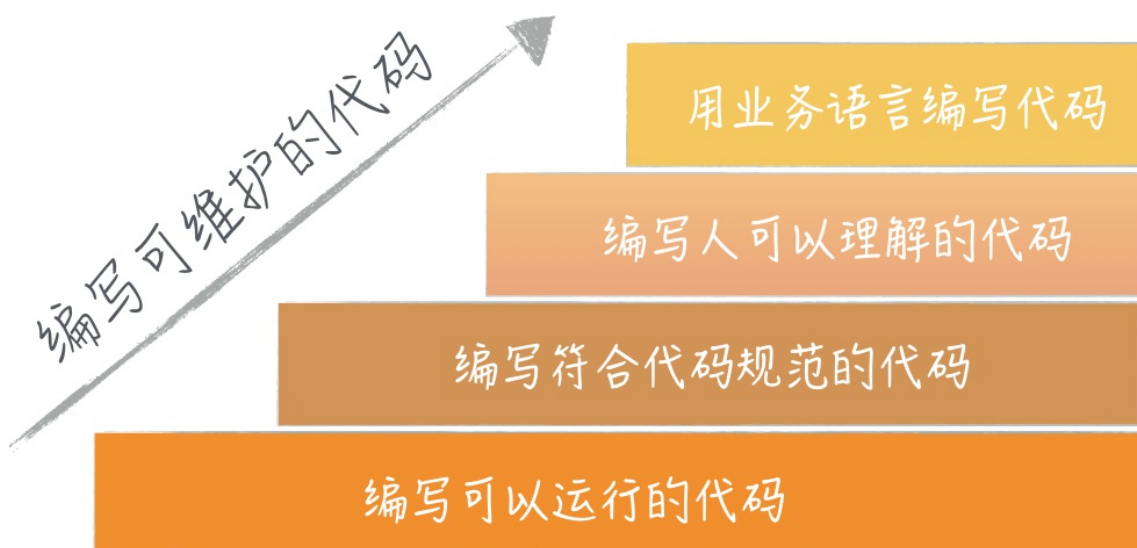 编写可维护的代码
用业务语言编写代码
编写人可以理解的代码
编写符合代码规范的代码
编写可以运行的代码